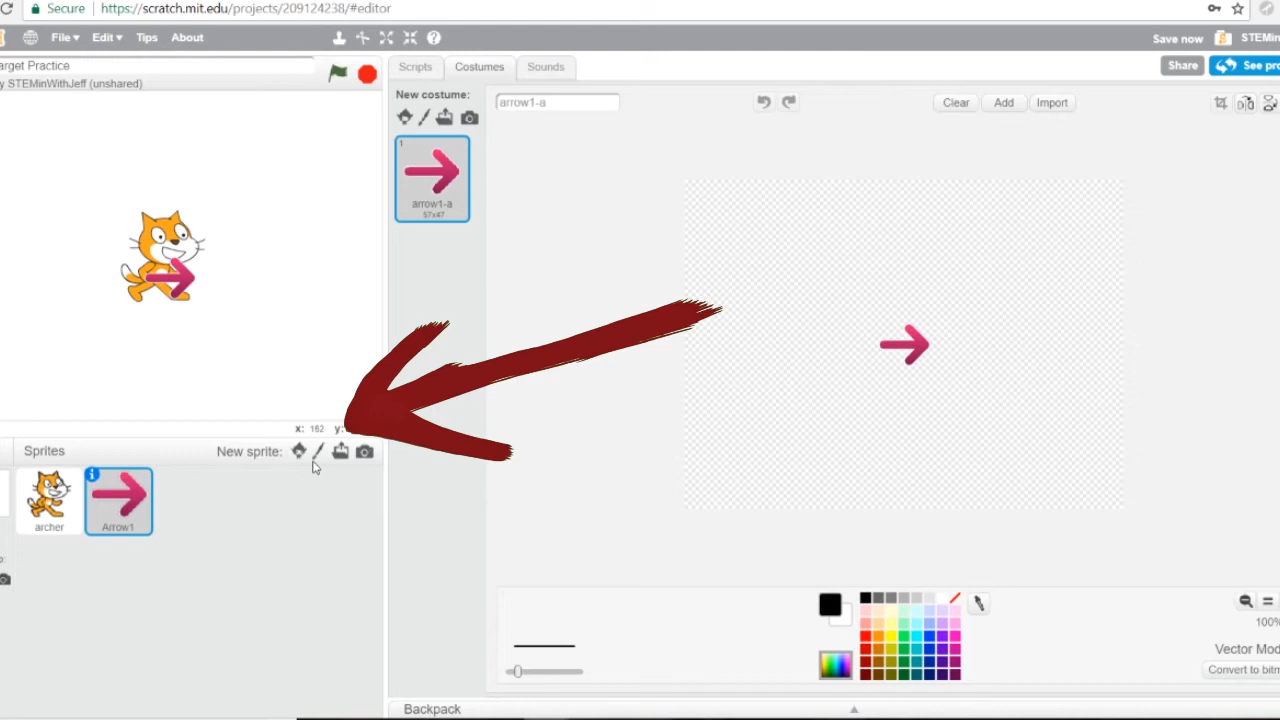 Secure https://scratch.mit.edu/projects/209124238/#editor
File Edit Tips About
Save now STEMin
arget Practice
y STEMinWithJeff (unshared)
Scripts Costumes Sounds
Share See pro
New costume:
arrow1-a
Clear Add Import
1
arrow1-a
57x47
x: 162 y:
Sprites New sprite:
archer Arrow1
100%
Vector Mod
Convert to bitm
Backpack